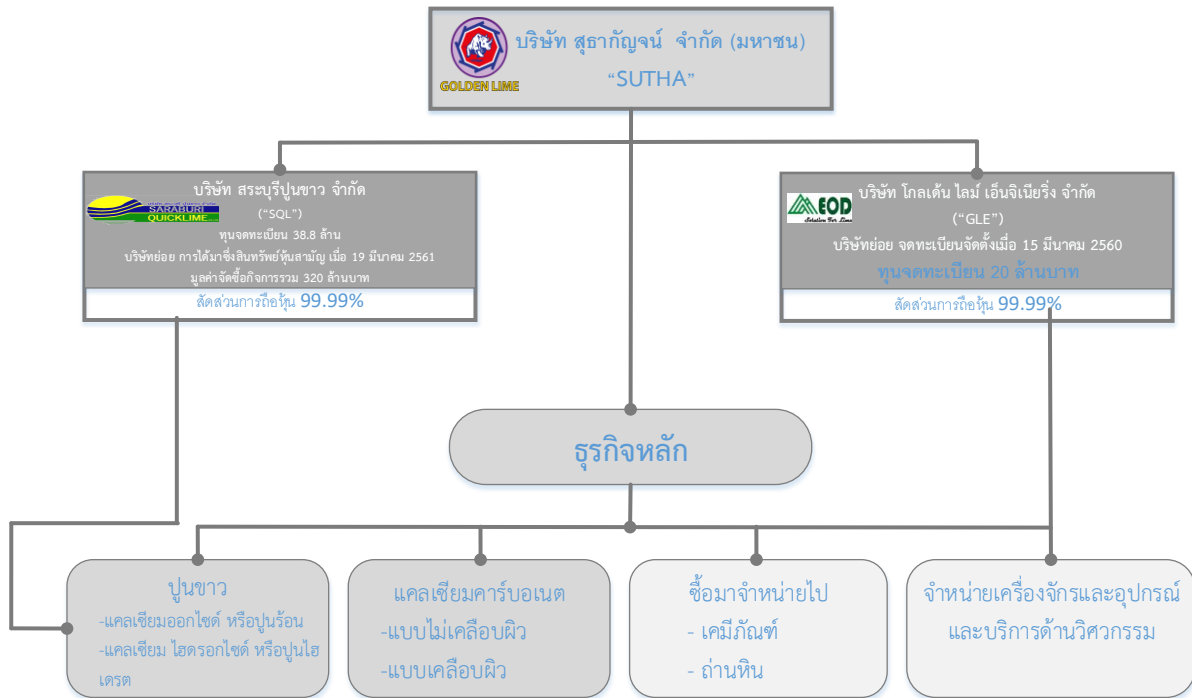 บริษัท สุธากัญจน์ จำกัด (มหาชน)
“SUTHA”
GOLDEN LIME
บริษัท สระบุรีปูนขาว จำกัด
(“SQL”)
SARABURI
QUICKLIME
ทุนจดทะเบียน 38.8 ล้าน
บริษัทย่อย การได้มาซึ่งสินทรัพย์หุ้นสามัญ เมื่อ 19 มีนาคม 2561
มูลค่าจัดซื้อกิจการรวม 320 ล้านบาท
สัดส่วนการถือหุ้น 99.99%
บริษัท โกลเด้น ไลม์ เอ็นจิเนียริ่ง จำกัด
EOD
Solution For Lime
(“GLE”)
บริษัทย่อย จดทะเบียนจัดตั้งเมื่อ 15 มีนาคม 2560
ทุนจดทะเบียน 20 ล้านบาท
สัดส่วนการถือหุ้น 99.99%
ธุรกิจหลัก
ปูนขาว
-แคลเซียมออกไซด์ หรือปูนร้อน
-แคลเซียม ไฮดรอกไซด์ หรือปูนไฮ
เดรต
แคลเซียมคาร์บอเนต
-แบบไม่เคลือบผิว
-แบบเคลือบผิว
ซื้อมาจำหน่ายไป
- เคมีภัณฑ์
- ถ่านหิน
จำหน่ายเครื่องจักรและอุปกรณ์
และบริการด้านวิศวกรรม